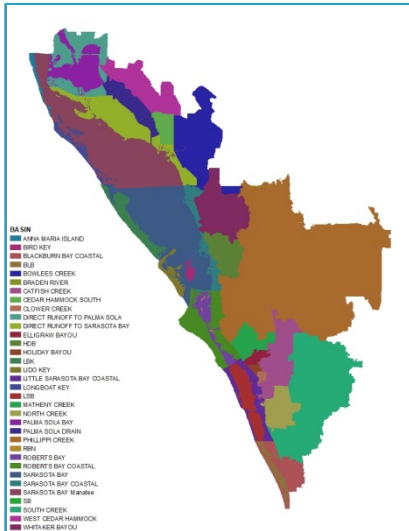 BASIN
ANNA MARIA ISLAND
BIRD KEY
BLACKBURN BAY COASTAL
BLB
BOWLEES CREEK
BRADEN RIVER
CATFISH CREEK
CEDAR HAMMOCK SOUTH
CLOWER CREEK
DIRECT RUNOFF TO PALMA SOLA
DIRECT RUNOFF TO SARASOTA BAY
ELLIGRAW BAYOU
HDB
HOLIDAY BAYOU
LBK
LIDO KEY
LITTLE SARASOTA BAY COASTAL
LONGBOAT KEY
LSB
MATHENY CREEK
NORTH CREEK
PALMA SOLA BAY
PALMA SOLA DRAIN
PHILLIPPI CREEK
RBN
ROBERTS BAY
ROBERTS BAY COASTAL
SARASOTA BAY
SARASOTA BAY COASTAL
SARASOTA BAY Manatee
SB
SOUTH CREEK
WEST CEDAR HAMMOCK
WHITAKER BAYOU